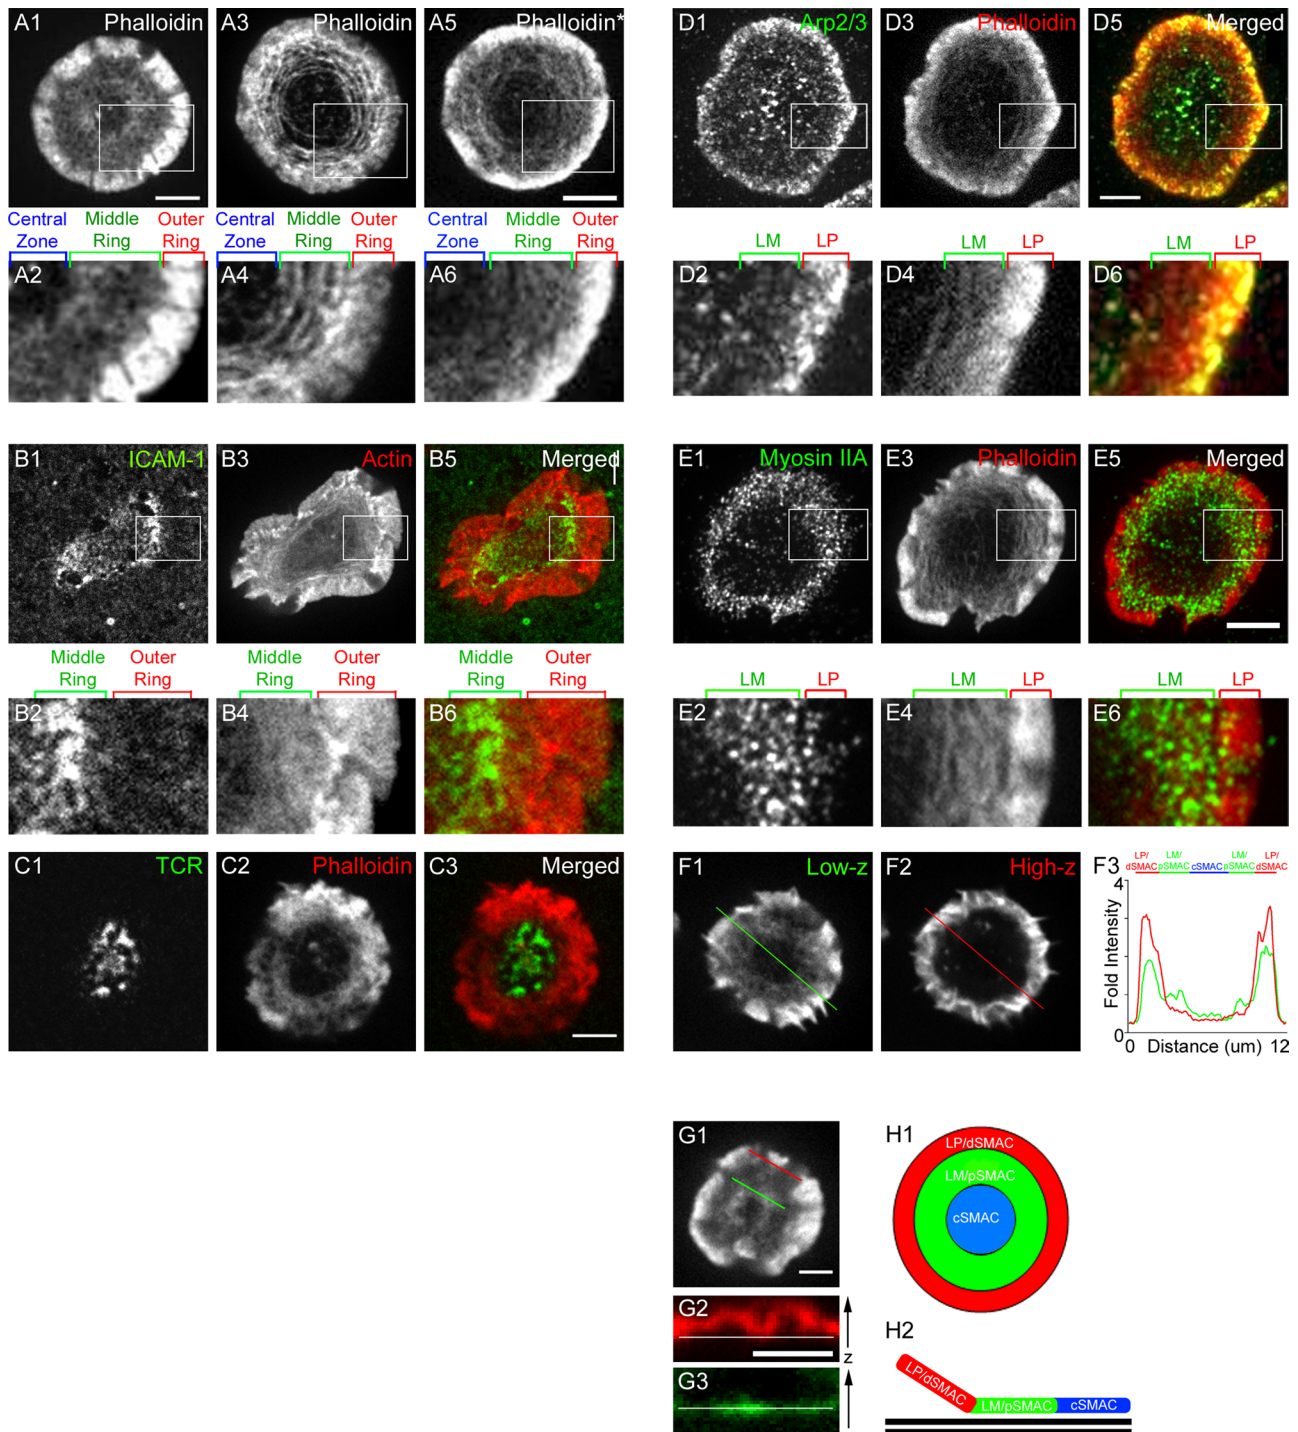 A1 Phalloidin
A3 Phalloidin
A5 Phalloidin*
Central Zone
Middle Ring
Outer Ring
Central Zone
Middle Ring
Outer Ring
Central Zone
Middle Ring
Outer Ring
A2
A4
A6
B1 ICAM-1
B3 Actin
B5 Merged
Middle Ring
Outer Ring
Middle Ring
Outer Ring
Middle Ring
Outer Ring
B2
B4
B6
C1 TCR
C2 Phalloidin
C3 Merged
D1 Arp2/3
D3 Phalloidin
D5 Merged
LM LP
LM LP
LM LP
D2
D4
D6
E1 Myosin IIA
E3 Phalloidin
E5 Merged
LM LP
LM LP
LM LP
E2
E4
E6
F1 Low-z
F2 High-z
F3
LP/ LM/ LM/ LP/
dSMAC pSMAC cSMAC pSMAC dSMAC
4
Fold Intensity
0
0 Distance (um) 12
G1
G2
z
G3
H1
LP/dSMAC
LM/pSMAC
cSMAC
H2
LP/dSMAC
LM/pSMAC
cSMAC